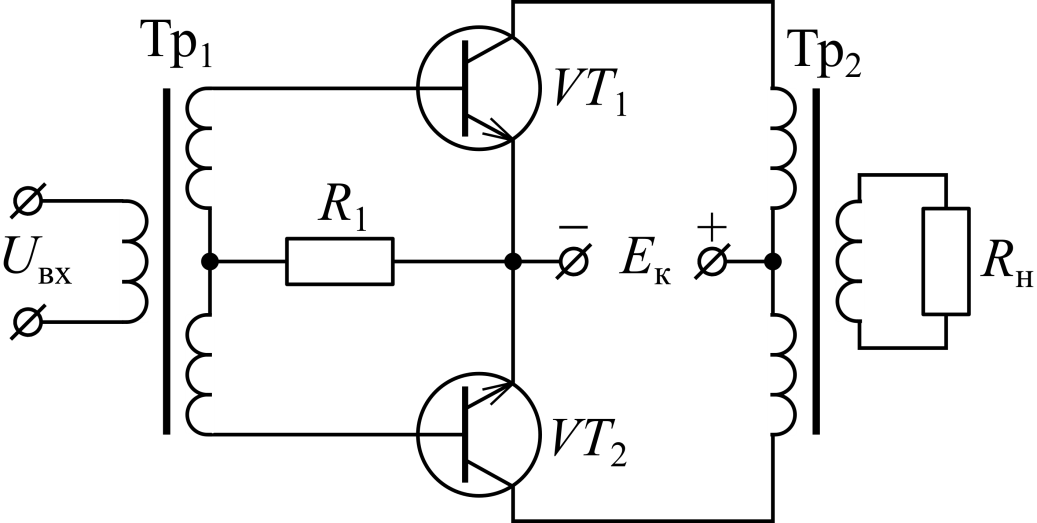 Тр₁
VT₁
Тр₂
R₁
− Eк +
Uвх
Rн
VT₂